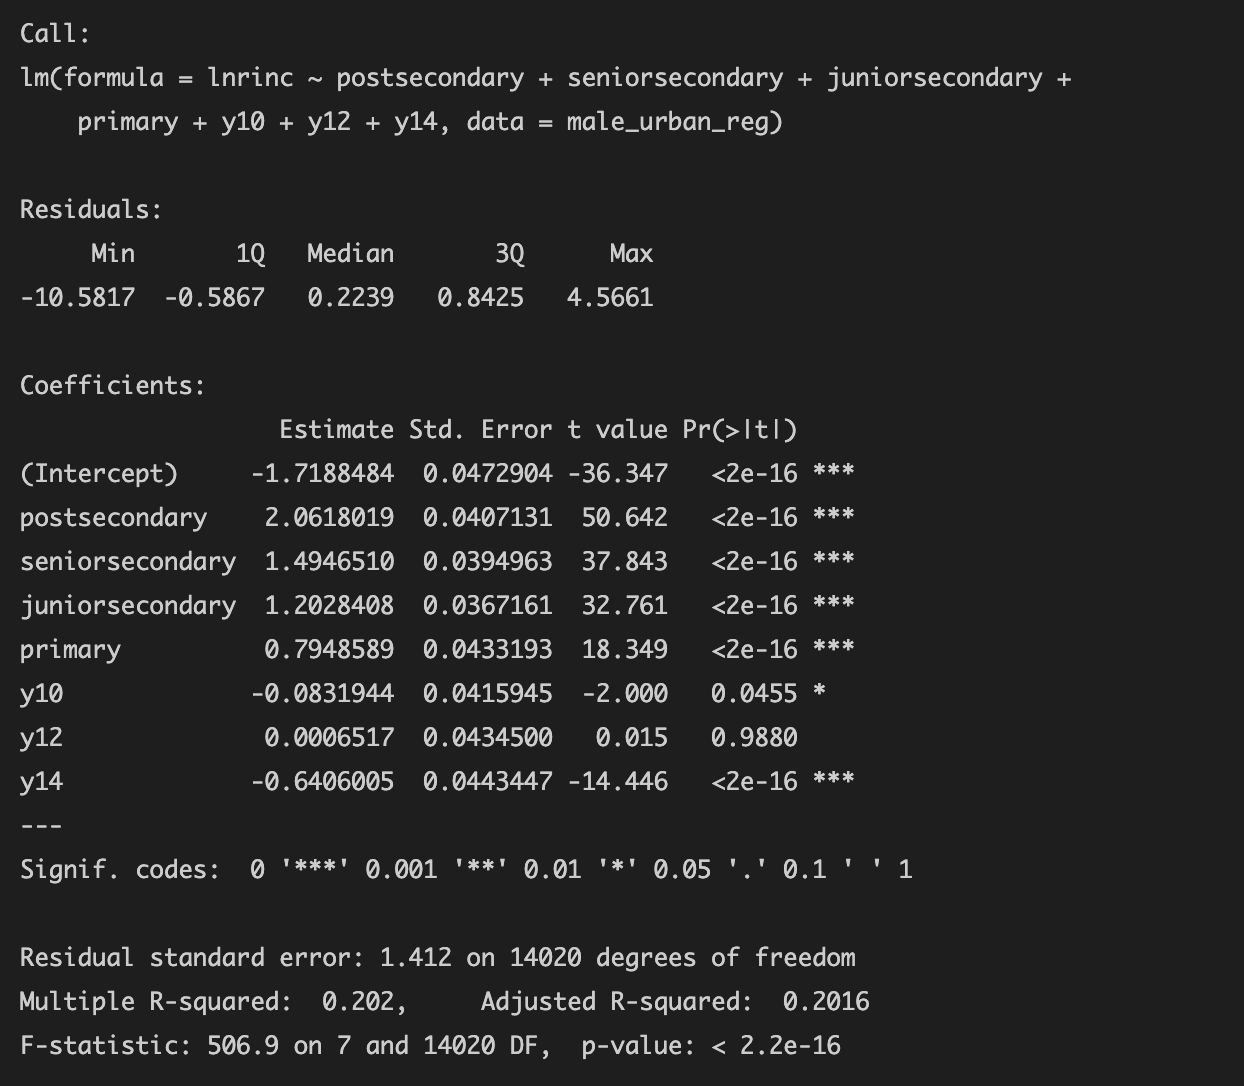 Call:
lm(formula = lnrinc ~ postsecondary + seniorsecondary + juniorsecondary +
    primary + y10 + y12 + y14, data = male_urban_reg)

Residuals:
     Min       1Q   Median       3Q      Max
-10.5817  -0.5867   0.2239   0.8425   4.5661

Coefficients:
                  Estimate Std. Error t value Pr(>|t|)
(Intercept)     -1.7188484  0.0472904 -36.347   <2e-16 ***
postsecondary    2.0618019  0.0407131  50.642   <2e-16 ***
seniorsecondary  1.4946510  0.0394963  37.843   <2e-16 ***
juniorsecondary  1.2028408  0.0367161  32.761   <2e-16 ***
primary          0.7948589  0.0433193  18.349   <2e-16 ***
y10             -0.0831944  0.0415945  -2.000   0.0455 *
y12              0.0006517  0.0434500   0.015   0.9880
y14             -0.6406005  0.0443447 -14.446   <2e-16 ***
---
Signif. codes:  0 '***' 0.001 '**' 0.01 '*' 0.05 '.' 0.1 ' ' 1

Residual standard error: 1.412 on 14020 degrees of freedom
Multiple R-squared:  0.202,     Adjusted R-squared:  0.2016
F-statistic: 506.9 on 7 and 14020 DF,  p-value: < 2.2e-16